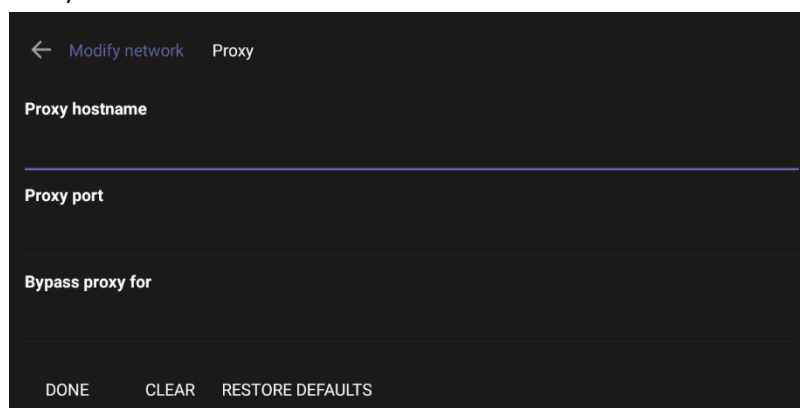 Modify network Proxy
Proxy hostname
Proxy port
Bypass proxy for
DONE CLEAR RESTORE DEFAULTS